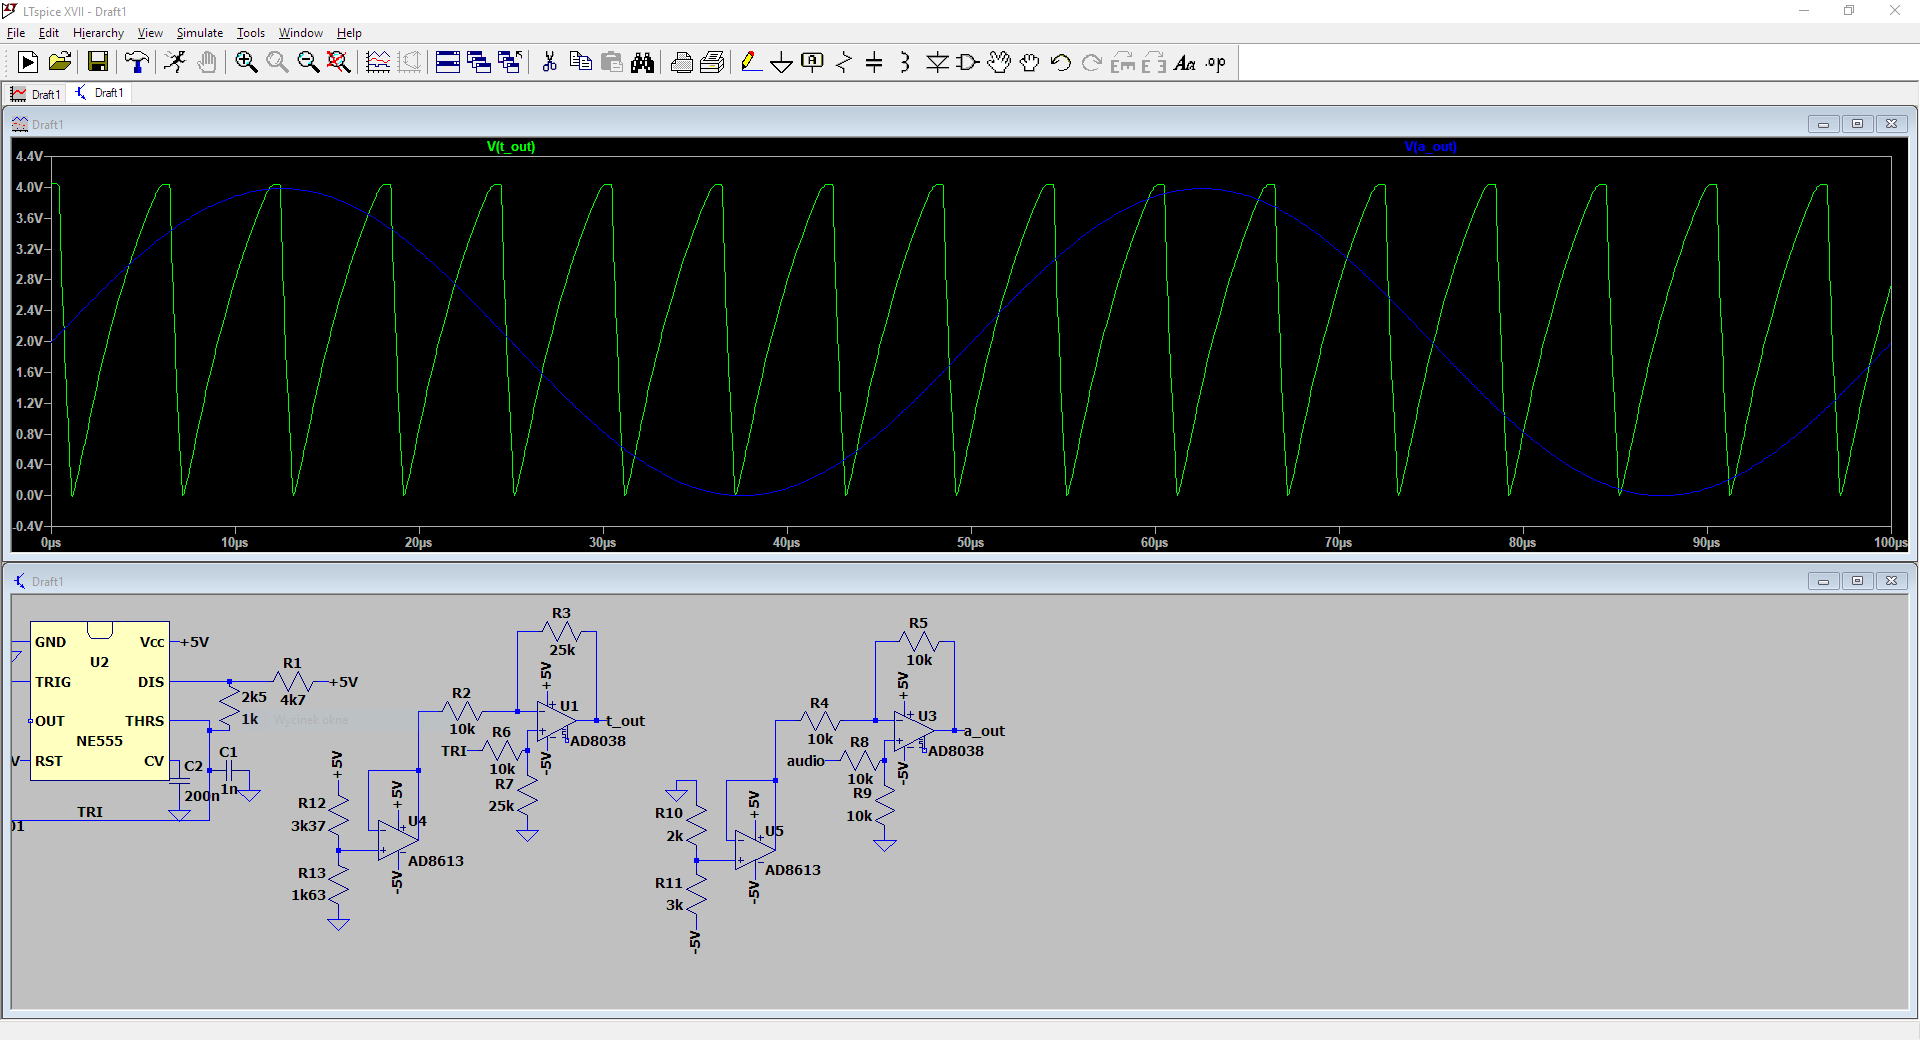 LTspice XVII - Draft1
File Edit Hierarchy View Simulate Tools Window Help
Draft1 Draft1
Draft1
V(t_out) V(a_out)
4.4V
4.0V
3.6V
3.2V
2.8V
2.4V
2.0V
1.6V
1.2V
0.8V
0.4V
0.0V
-0.4V
0µs 10µs 20µs 30µs 40µs 50µs 60µs 70µs 80µs 90µs 100µs
Draft1
GND Vcc +5V
U2
TRIG DIS
OUT THRS
NE555
RST CV
R1
4k7
+5V
2k5
1k
Wycinek okne
C1
1n
C2
200n
TRI
01
V
+5V
R12
3k37
R13
1k63
+5V
U4
AD8613
-5V
R2
10k
R3
25k
+5V
U1
t_out
AD8038
-5V
TRI
R6
10k
R7
25k
R10
2k
R11
3k
-5V
+5V
U5
AD8613
-5V
R4
10k
R5
10k
+5V
U3
a_out
AD8038
-5V
audio
R8
10k
R9
10k